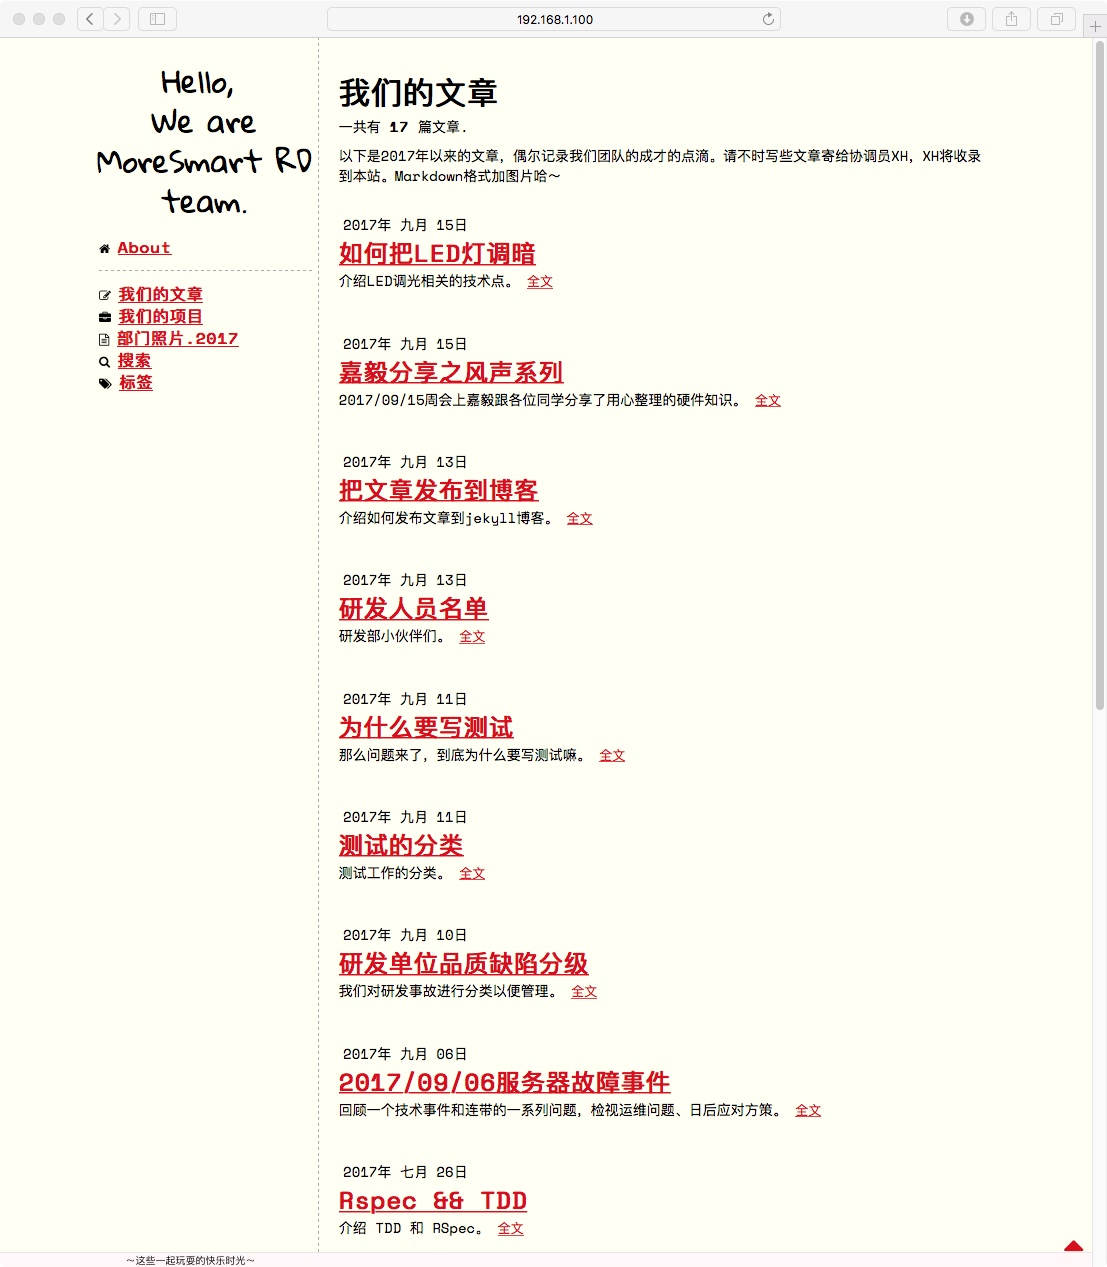 192.168.1.100
Hello,
We are
MoreSmart RD
team.
About
我们的文章
我们的项目
部门照片.2017
搜索
标签
我们的文章
一共有 17 篇文章.
以下是2017年以来的文章，偶尔记录我们团队的成才的点滴。请不时写些文章寄给协调员XH，XH将收录
到本站。Markdown格式加图片哈～
2017年 九月 15日
如何把LED灯调暗
介绍LED调光相关的技术点。 全文
2017年 九月 15日
嘉毅分享之风声系列
2017/09/15周会上嘉毅跟各位同学分享了用心整理的硬件知识。 全文
2017年 九月 13日
把文章发布到博客
介绍如何发布文章到jekyll博客。 全文
2017年 九月 13日
研发人员名单
研发部小伙伴们。 全文
2017年 九月 11日
为什么要写测试
那么问题来了，到底为什么要写测试嘛。 全文
2017年 九月 11日
测试的分类
测试工作的分类。 全文
2017年 九月 10日
研发单位品质缺陷分级
我们对研发事故进行分类以便管理。 全文
2017年 九月 06日
2017/09/06服务器故障事件
回顾一个技术事件和连带的一系列问题，检视运维问题、日后应对方策。 全文
2017年 七月 26日
Rspec && TDD
介绍 TDD 和 RSpec。 全文
～这些一起玩耍的快乐时光～